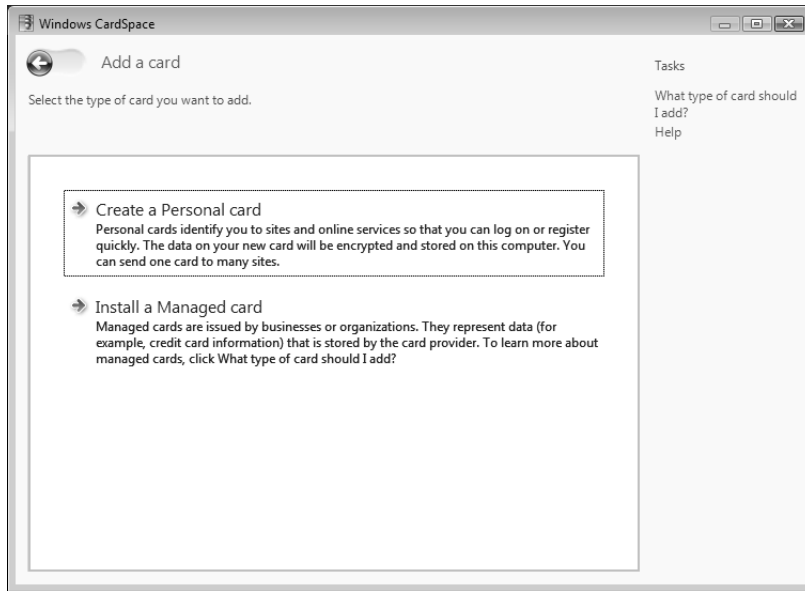 Windows CardSpace
Add a card
Select the type of card you want to add.
Create a Personal card
Personal cards identify you to sites and online services so that you can log on or register
quickly. The data on your new card will be encrypted and stored on this computer. You
can send one card to many sites.
Install a Managed card
Managed cards are issued by businesses or organizations. They represent data (for
example, credit card information) that is stored by the card provider. To learn more about
managed cards, click What type of card should I add?
Tasks
What type of card should
I add?
Help